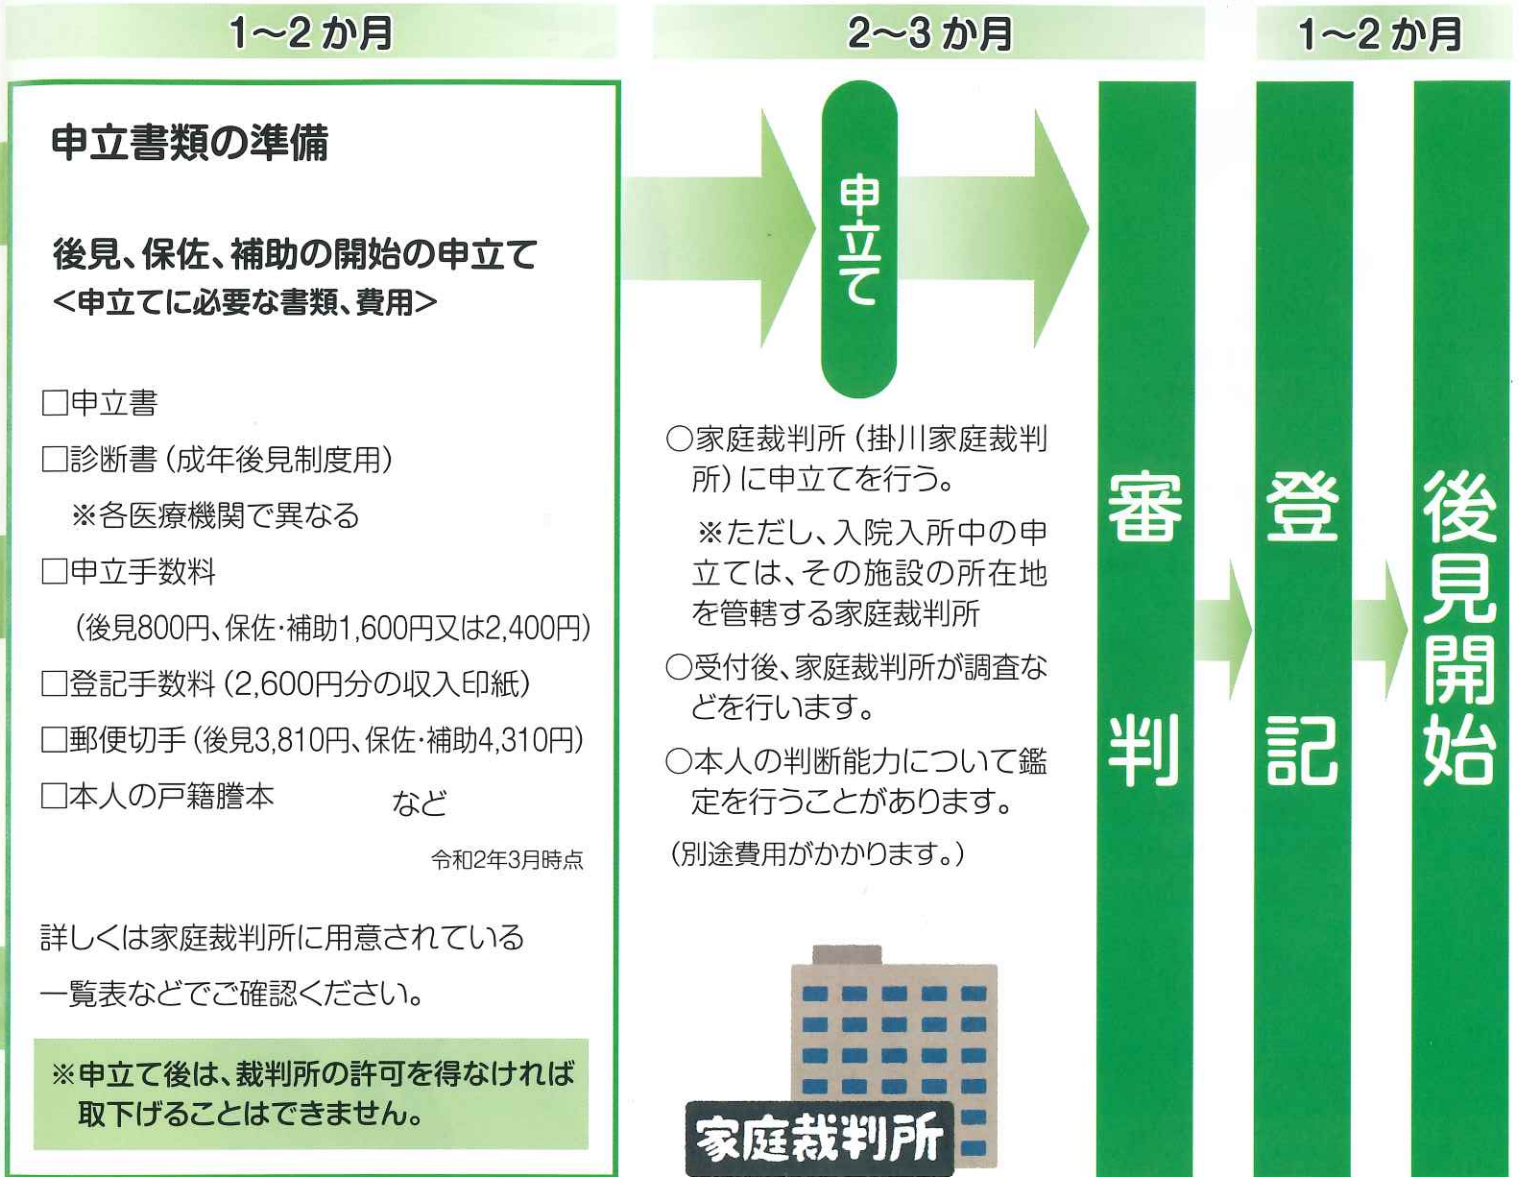 1〜2か月
申立書類の準備
後見、保佐、補助の開始の申立て
<申立てに必要な書類、費用>
□申立書
□診断書(成年後見制度用)
※各医療機関で異なる
□申立手数料
(後見800円、保佐・補助1,600円又は2,400円)
□登記手数料(2,600円分の収入印紙)
□郵便切手(後見3,810円、保佐・補助4,310円)
□本人の戸籍謄本 など
令和2年3月時点
詳しくは家庭裁判所に用意されている
一覧表などでご確認ください。
※申立て後は、裁判所の許可を得なければ
取下げることはできません。
2〜3か月
申立て
○家庭裁判所(掛川家庭裁判
所)に申立てを行う。
※ただし、入院入所中の申
立ては、その施設の所在地
を管轄する家庭裁判所
○受付後、家庭裁判所が調査な
どを行います。
○本人の判断能力について鑑
定を行うことがあります。
(別途費用がかかります。)
家庭裁判所
審判
1〜2か月
登記
後見開始